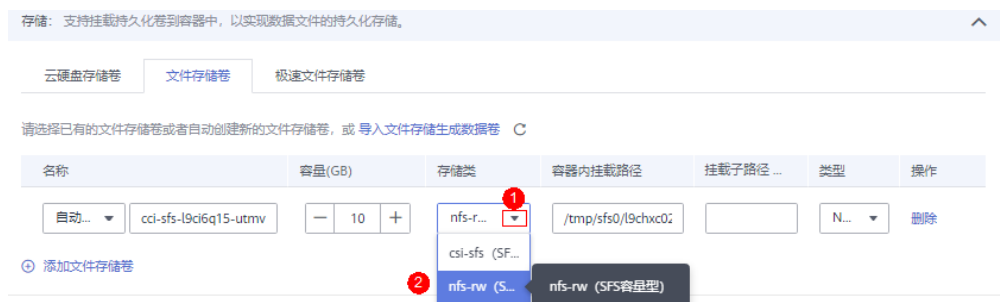 存储： 支持挂载持久化卷到容器中，以实现数据文件的持久化存储。
云硬盘存储卷 文件存储卷 极速文件存储卷
请选择已有的文件存储卷或者自动创建新的文件存储卷，或 导入文件存储生成数据卷
名称 容量(GB) 存储类 容器内挂载路径 挂载子路径 ... 类型 操作
1
自动... cci-sfs-l9ci6q15-utmv — 10 + nfs-r... /tmp/sfs0/l9chxc02 N... 删除
csi-sfs (SF...
添加文件存储卷
2 nfs-rw (S... nfs-rw (SFS容量型)